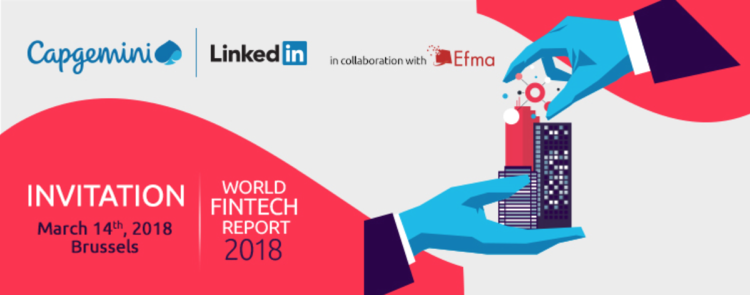 Capgemini
Linkedin
in collaboration with Efma
INVITATION
March 14th, 2018
Brussels
WORLD
FINTECH
REPORT
2018